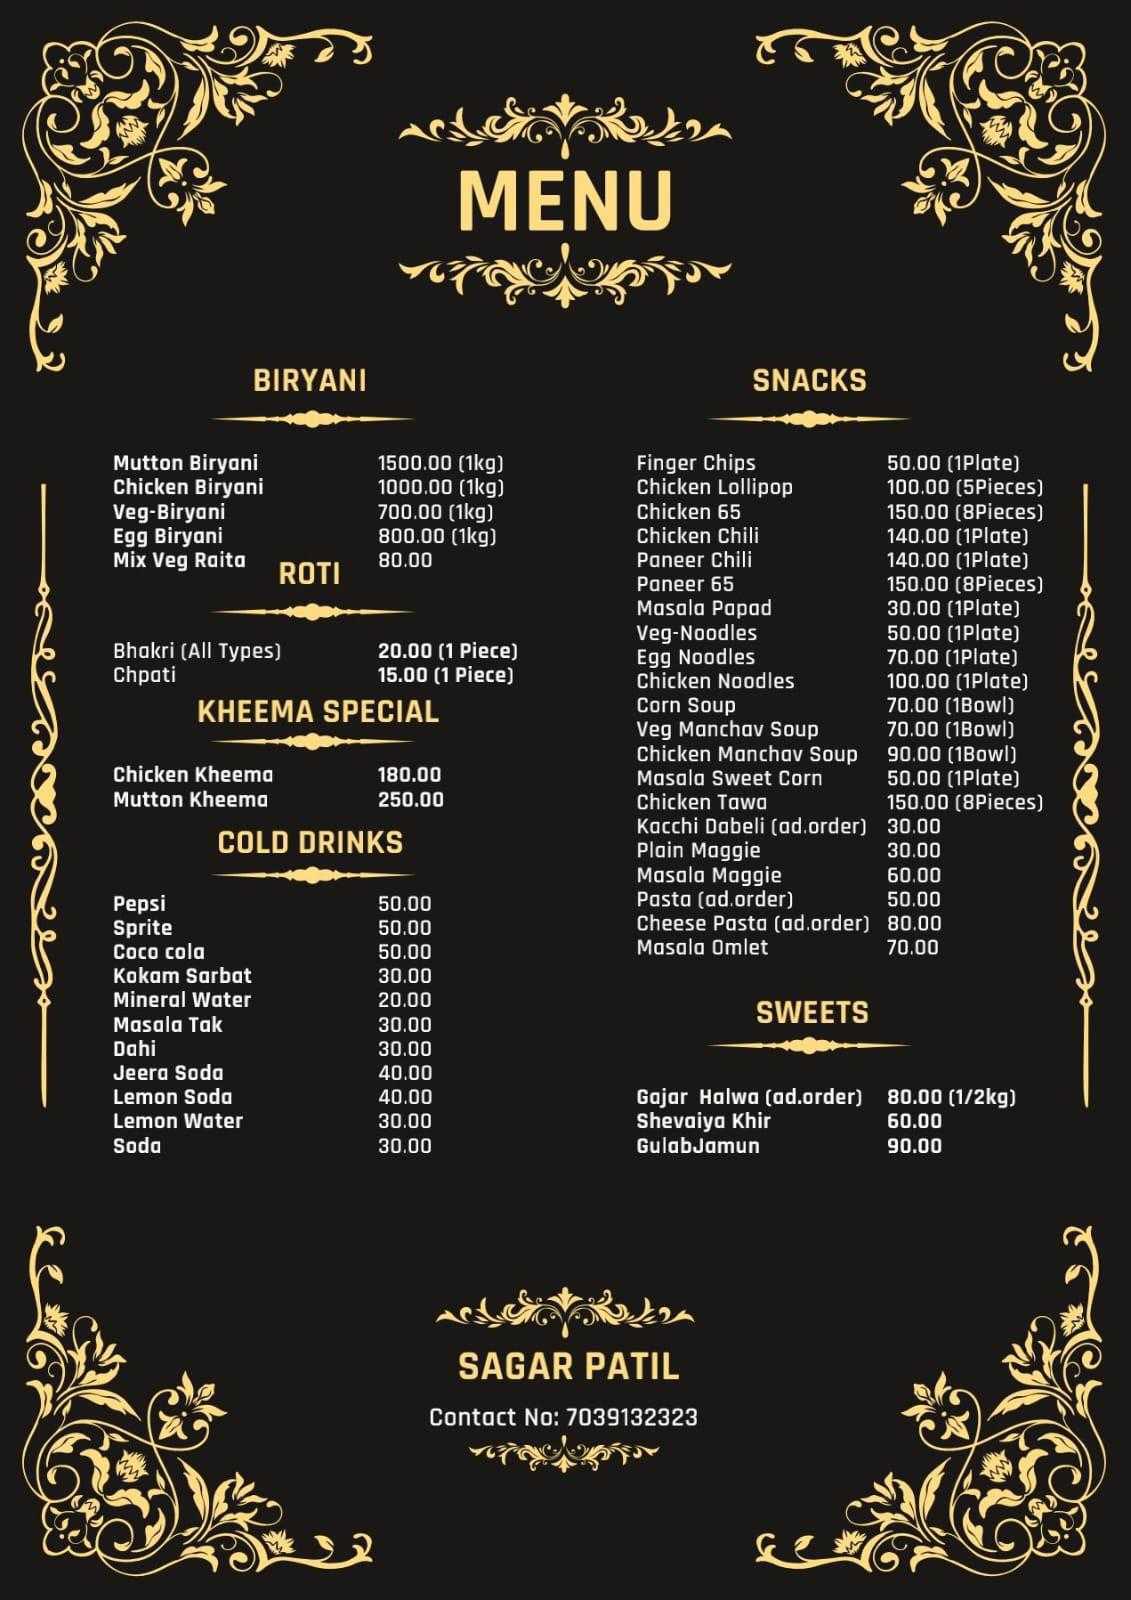 MENU
BIRYANI
Mutton Biryani 1500.00 (1kg)
Chicken Biryani 1000.00 (1kg)
Veg-Biryani 700.00 (1kg)
Egg Biryani 800.00 (1kg)
Mix Veg Raita 80.00
ROTI
Bhakri (All Types) 20.00 (1 Piece)
Chpati 15.00 (1 Piece)
KHEEMA SPECIAL
Chicken Kheema 180.00
Mutton Kheema 250.00
COLD DRINKS
Pepsi 50.00
Sprite 50.00
Coco cola 50.00
Kokam Sarbat 30.00
Mineral Water 20.00
Masala Tak 30.00
Dahi 30.00
Jeera Soda 40.00
Lemon Soda 40.00
Lemon Water 30.00
Soda 30.00
SNACKS
Finger Chips 50.00 (1Plate)
Chicken Lollipop 100.00 (5Pieces)
Chicken 65 150.00 (8Pieces)
Chicken Chili 140.00 (1Plate)
Paneer Chili 140.00 (1Plate)
Paneer 65 150.00 (8Pieces)
Masala Papad 30.00 (1Plate)
Veg-Noodles 50.00 (1Plate)
Egg Noodles 70.00 (1Plate)
Chicken Noodles 100.00 (1Plate)
Corn Soup 70.00 (1Bowl)
Veg Manchav Soup 70.00 (1Bowl)
Chicken Manchav Soup 90.00 (1Bowl)
Masala Sweet Corn 50.00 (1Plate)
Chicken Tawa 150.00 (8Pieces)
Kacchi Dabeli (ad.order) 30.00
Plain Maggie 30.00
Masala Maggie 60.00
Pasta (ad.order) 50.00
Cheese Pasta (ad.order) 80.00
Masala Omlet 70.00
SWEETS
Gajar Halwa (ad.order) 80.00 (1/2kg)
Shevaiya Khir 60.00
GulabJamun 90.00
SAGAR PATIL
Contact No: 7039132323